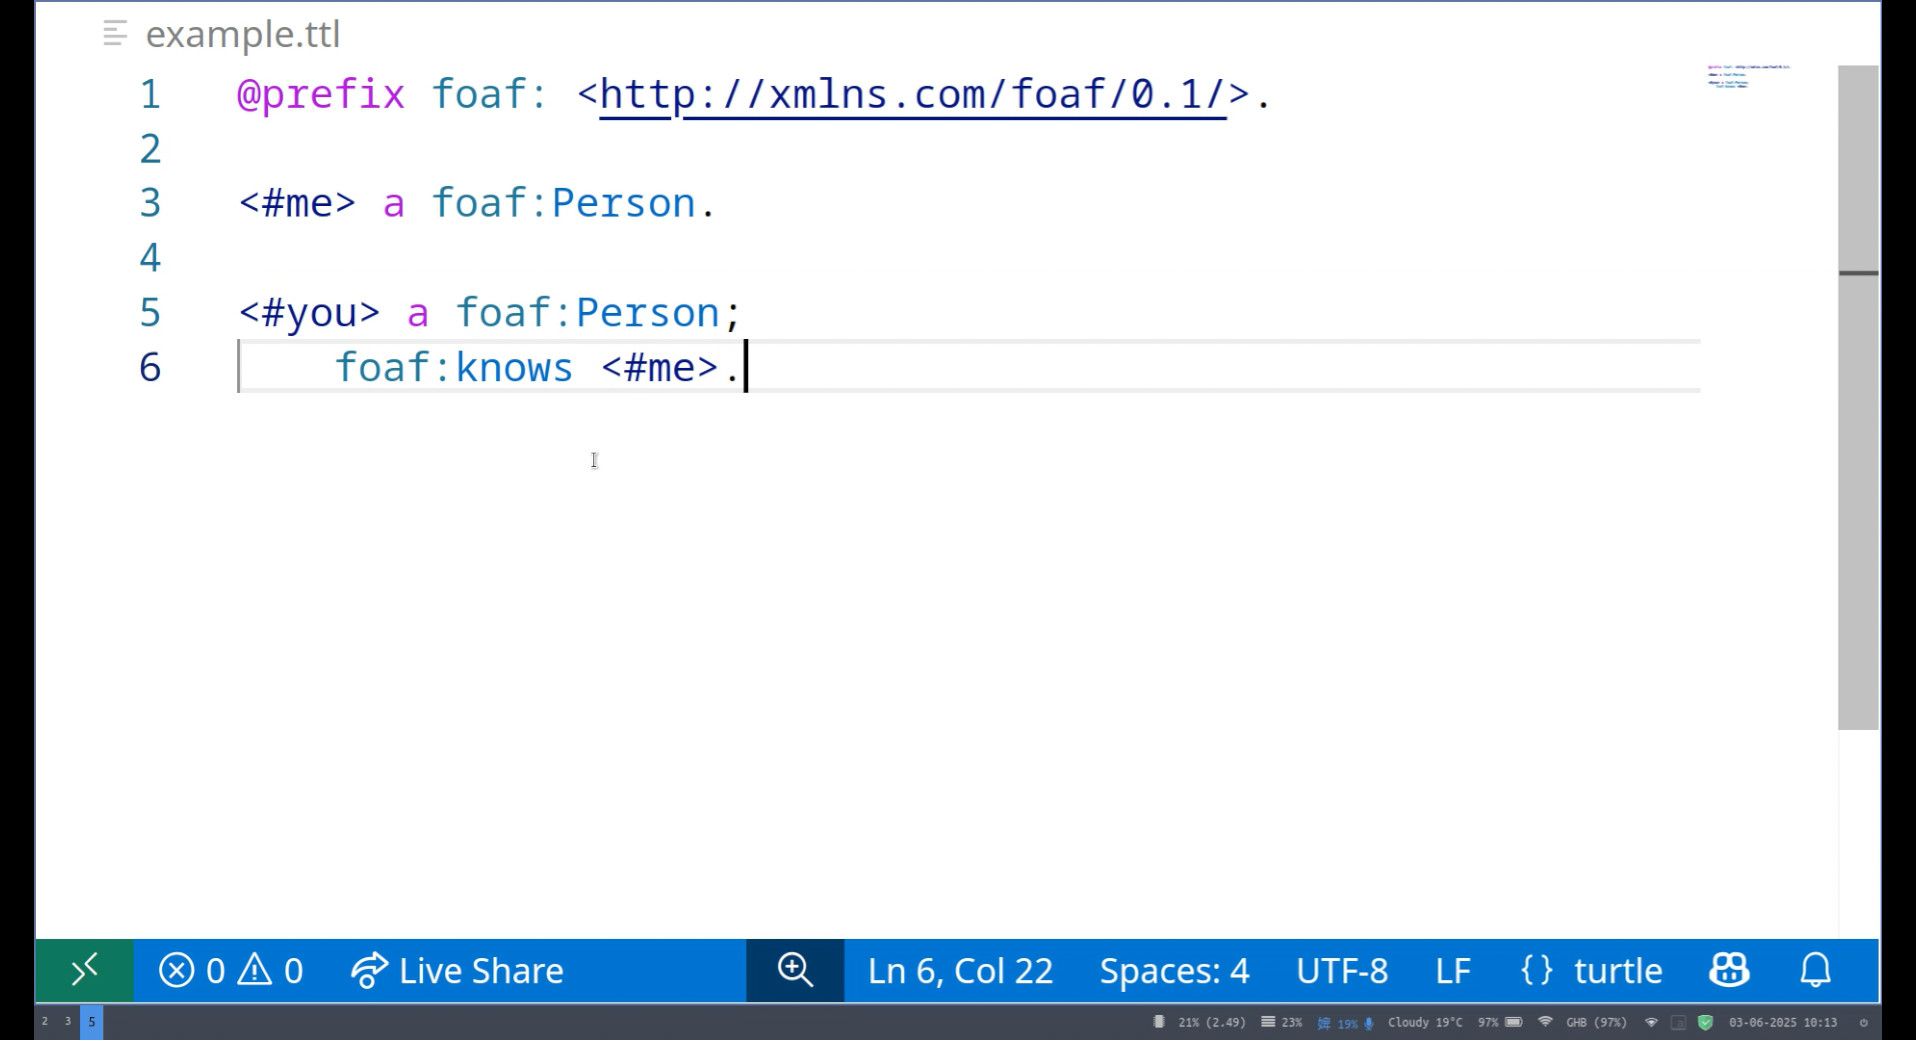 example.ttl
1 @prefix foaf: <http://xmlns.com/foaf/0.1/>.
2
3 <#me> a foaf:Person.
4
5 <#you> a foaf:Person;
6 foaf:knows <#me>.
0 0 Live Share Ln 6, Col 22 Spaces: 4 UTF-8 LF {} turtle
2 3 5 21% (2.49) 23% 19% Cloudy 19°C 97% GHB (97%) 03-06-2025 10:13